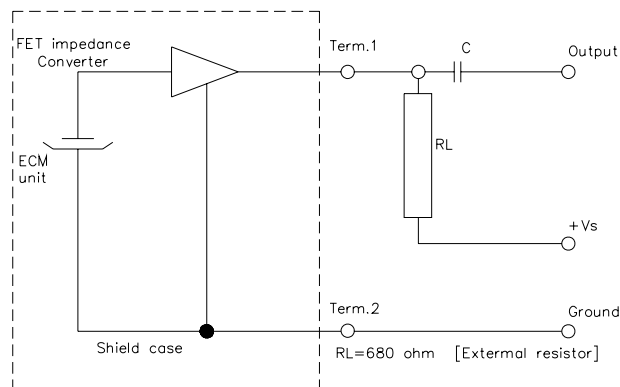 FET impedance
Converter
Term.1
C
Output
RL
ECM
unit
+Vs
Term.2
Ground
Shield case
RL=680 ohm [Extermal resistor]